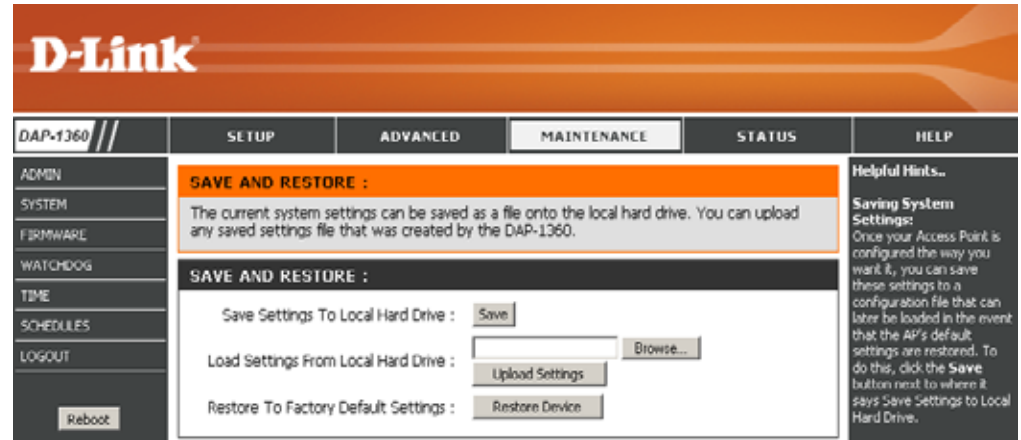 D-Link
DAP-1360
SETUP
ADVANCED
MAINTENANCE
STATUS
HELP
ADMIN
SYSTEM
FIRMWARE
WATCHDOG
TIME
SCHEDULES
LOGOUT
Reboot
SAVE AND RESTORE :
The current system settings can be saved as a file onto the local hard drive. You can upload
any saved settings file that was created by the DAP-1360.
SAVE AND RESTORE :
Save Settings To Local Hard Drive : Save
Load Settings From Local Hard Drive : Browse...
Upload Settings
Restore To Factory Default Settings : Restore Device
Helpful Hints..
Saving System
Settings:
Once your Access Point is
configured the way you
want it, you can save
these settings to a
configuration file that can
later be loaded in the event
that the AP's default
settings are restored. To
do this, click the Save
button next to where it
says Save Settings to Local
Hard Drive.